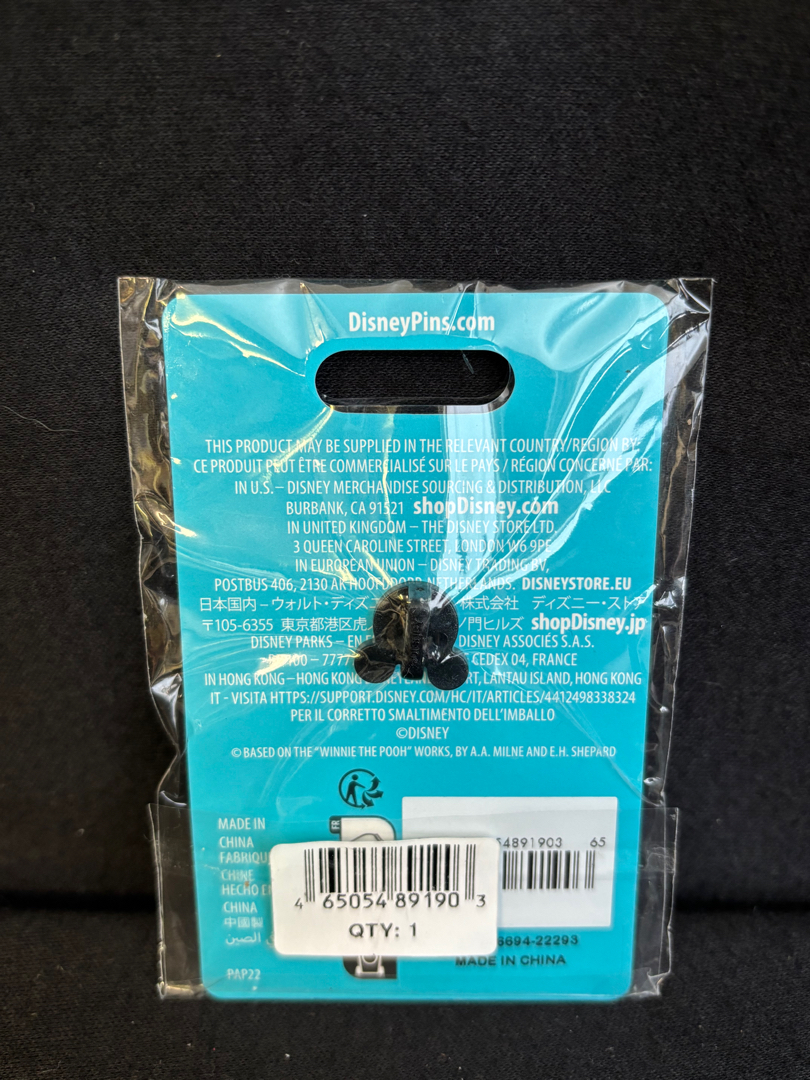 DisneyPins.com
THIS PRODUCT MAY BE SUPPLIED IN THE RELEVANT COUNTRY/REGION BY:
CE PRODUIT PEUT ÊTRE COMMERCIALISÉ SUR LE PAYS / RÉGION CONCERNÉ PAR:
IN U.S. – DISNEY MERCHANDISE SOURCING & DISTRIBUTION, LLC
BURBANK, CA 91521 shopDisney.com
IN UNITED KINGDOM – THE DISNEY STORE LTD.
3 QUEEN CAROLINE STREET, LONDON W6 9PE
IN EUROPEAN UNION – DISNEY TRADING BV,
POSTBUS 406, 2130 AK HOOFDDORP NETHERLANDS. DISNEYSTORE.EU
日本国内 – ウォルト・ディズニ 株式会社 ディズニー・ストア
〒105-6355 東京都港区虎 ノ門ヒルズ shopDisney.jp
DISNEY PARKS – EN DISNEY ASSOCIÉS S.A.S.
– 777 CEDEX 04, FRANCE
IN HONG KONG – HONG KONG LANTAU ISLAND, HONG KONG
IT - VISITA HTTPS://SUPPORT.DISNEY.COM/HC/IT/ARTICLES/4412498338324
PER IL CORRETTO SMALTIMENTO DELL'IMBALLO
©DISNEY
© BASED ON THE "WINNIE THE POOH" WORKS, BY A.A. MILNE AND E.H. SHEPARD
MADE IN
CHINA
FABRIQU
CHINE
HECHO EN
CHINA
中國製
الصين
PAP22
FR
54891903 65
4 65054 89190 3
QTY: 1
6694-22293
MADE IN CHINA